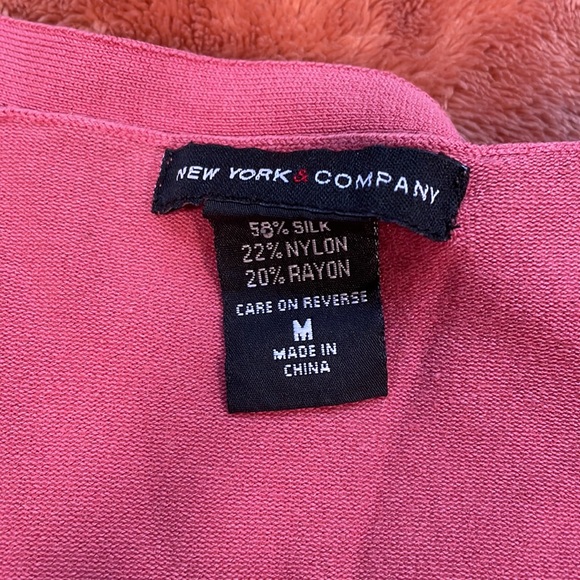 NEW YORK & COMPANY
58% SILK
22% NYLON
20% RAYON
CARE ON REVERSE
M
MADE IN
CHINA